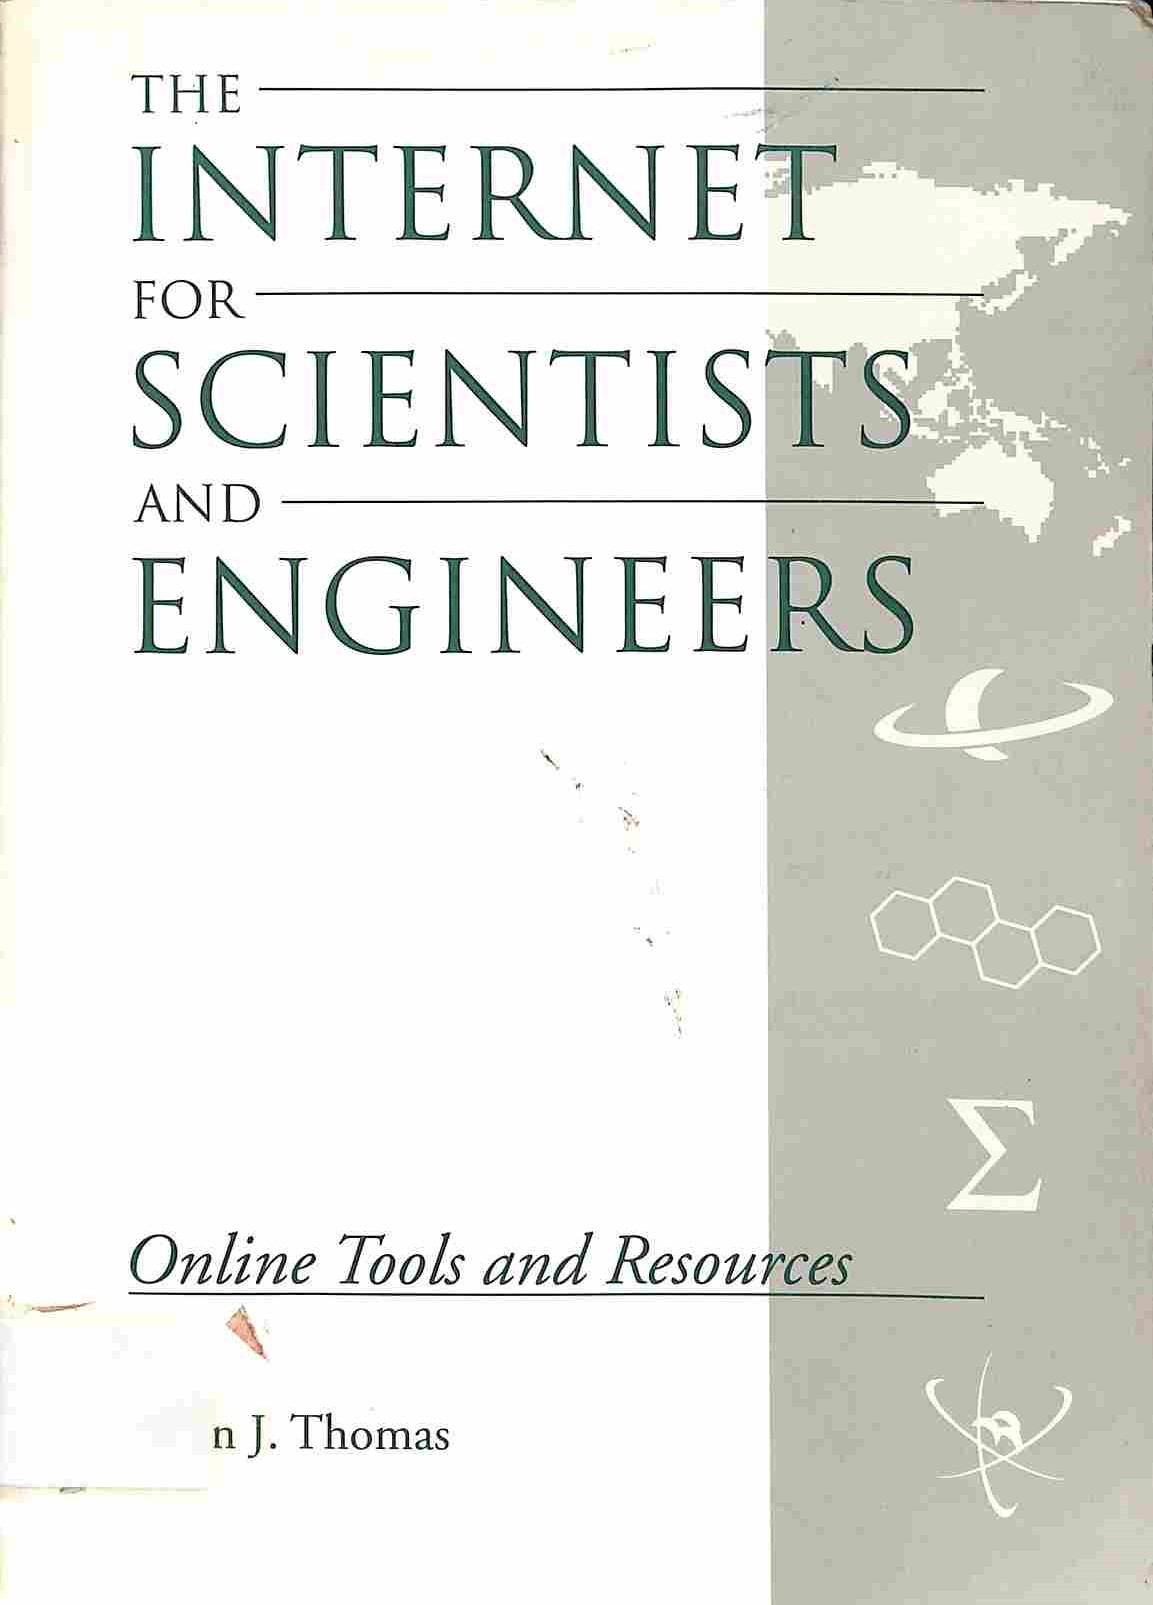 THE
INTERNET
FOR
SCIENTISTS
AND
ENGINEERS
Σ
Online Tools and Resources
n J. Thomas